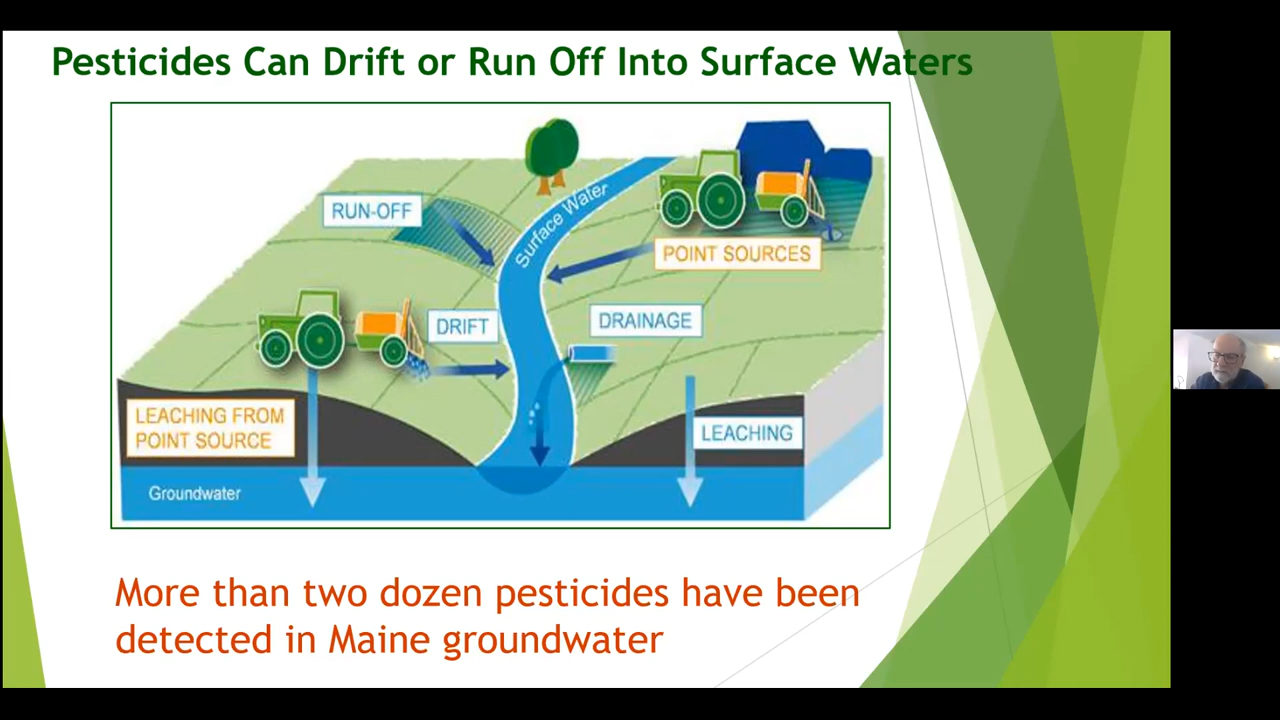 Pesticides Can Drift or Run Off Into Surface Waters
RUN-OFF
Surface Water
POINT SOURCES
DRIFT
DRAINAGE
LEACHING FROM
POINT SOURCE
LEACHING
Groundwater
More than two dozen pesticides have been
detected in Maine groundwater